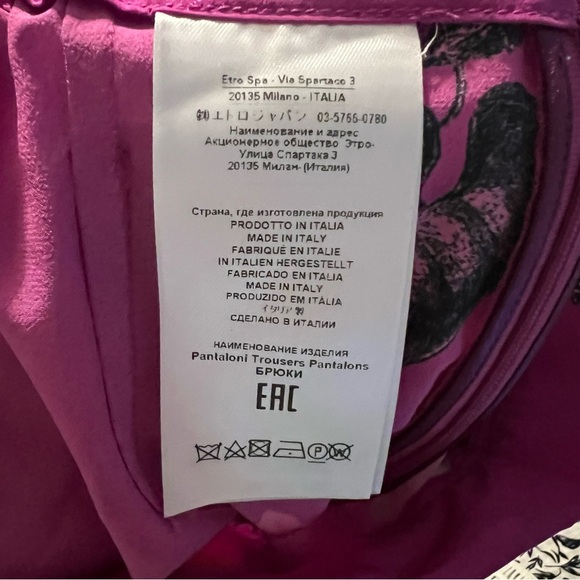 Etro Spa - Via Spartaco 3
20135 Milano - ITALIA
㈱エトロジャパン 03-5766-0780
Наименование и адрес
Акционерное общество Этро-
Улица Спартака 3
20135 Милан- (Италия)
Страна, где изготовлена продукция
PRODOTTO IN ITALIA
MADE IN ITALY
FABRIQUÉ EN ITALIE
IN ITALIEN HERGESTELLT
FABRICADO EN ITALIA
MADE IN ITALY
PRODUZIDO EM ITÁLIA
イタリア製
СДЕЛАНО В ИТАЛИИ
НАИМЕНОВАНИЕ ИЗДЕЛИЯ
Pantaloni Trousers Pantalons
БРЮКИ
EAC
P W